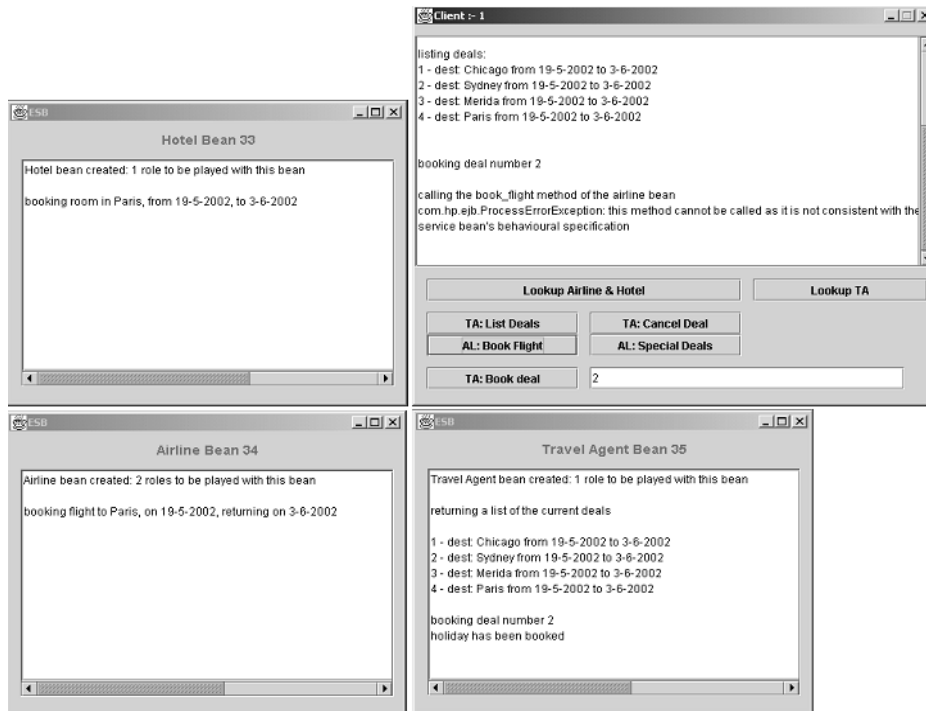 Client :- 1
listing deals:
1 - dest: Chicago from 19-5-2002 to 3-6-2002
2 - dest: Sydney from 19-5-2002 to 3-6-2002
3 - dest: Merida from 19-5-2002 to 3-6-2002
4 - dest: Paris from 19-5-2002 to 3-6-2002
booking deal number 2
calling the book_flight method of the airline bean
com.hp.ejb.ProcessErrorException: this method cannot be called as it is not consistent with the
service bean's behavioural specification
Lookup Airline & Hotel
Lookup TA
TA: List Deals
TA: Cancel Deal
AL: Book Flight
AL: Special Deals
TA: Book deal
2
ESB
Hotel Bean 33
Hotel bean created: 1 role to be played with this bean
booking room in Paris, from 19-5-2002, to 3-6-2002
ESB
Airline Bean 34
Airline bean created: 2 roles to be played with this bean
booking flight to Paris, on 19-5-2002, returning on 3-6-2002
ESB
Travel Agent Bean 35
Travel Agent bean created: 1 role to be played with this bean
returning a list of the current deals
1 - dest: Chicago from 19-5-2002 to 3-6-2002
2 - dest: Sydney from 19-5-2002 to 3-6-2002
3 - dest: Merida from 19-5-2002 to 3-6-2002
4 - dest: Paris from 19-5-2002 to 3-6-2002
booking deal number 2
holiday has been booked